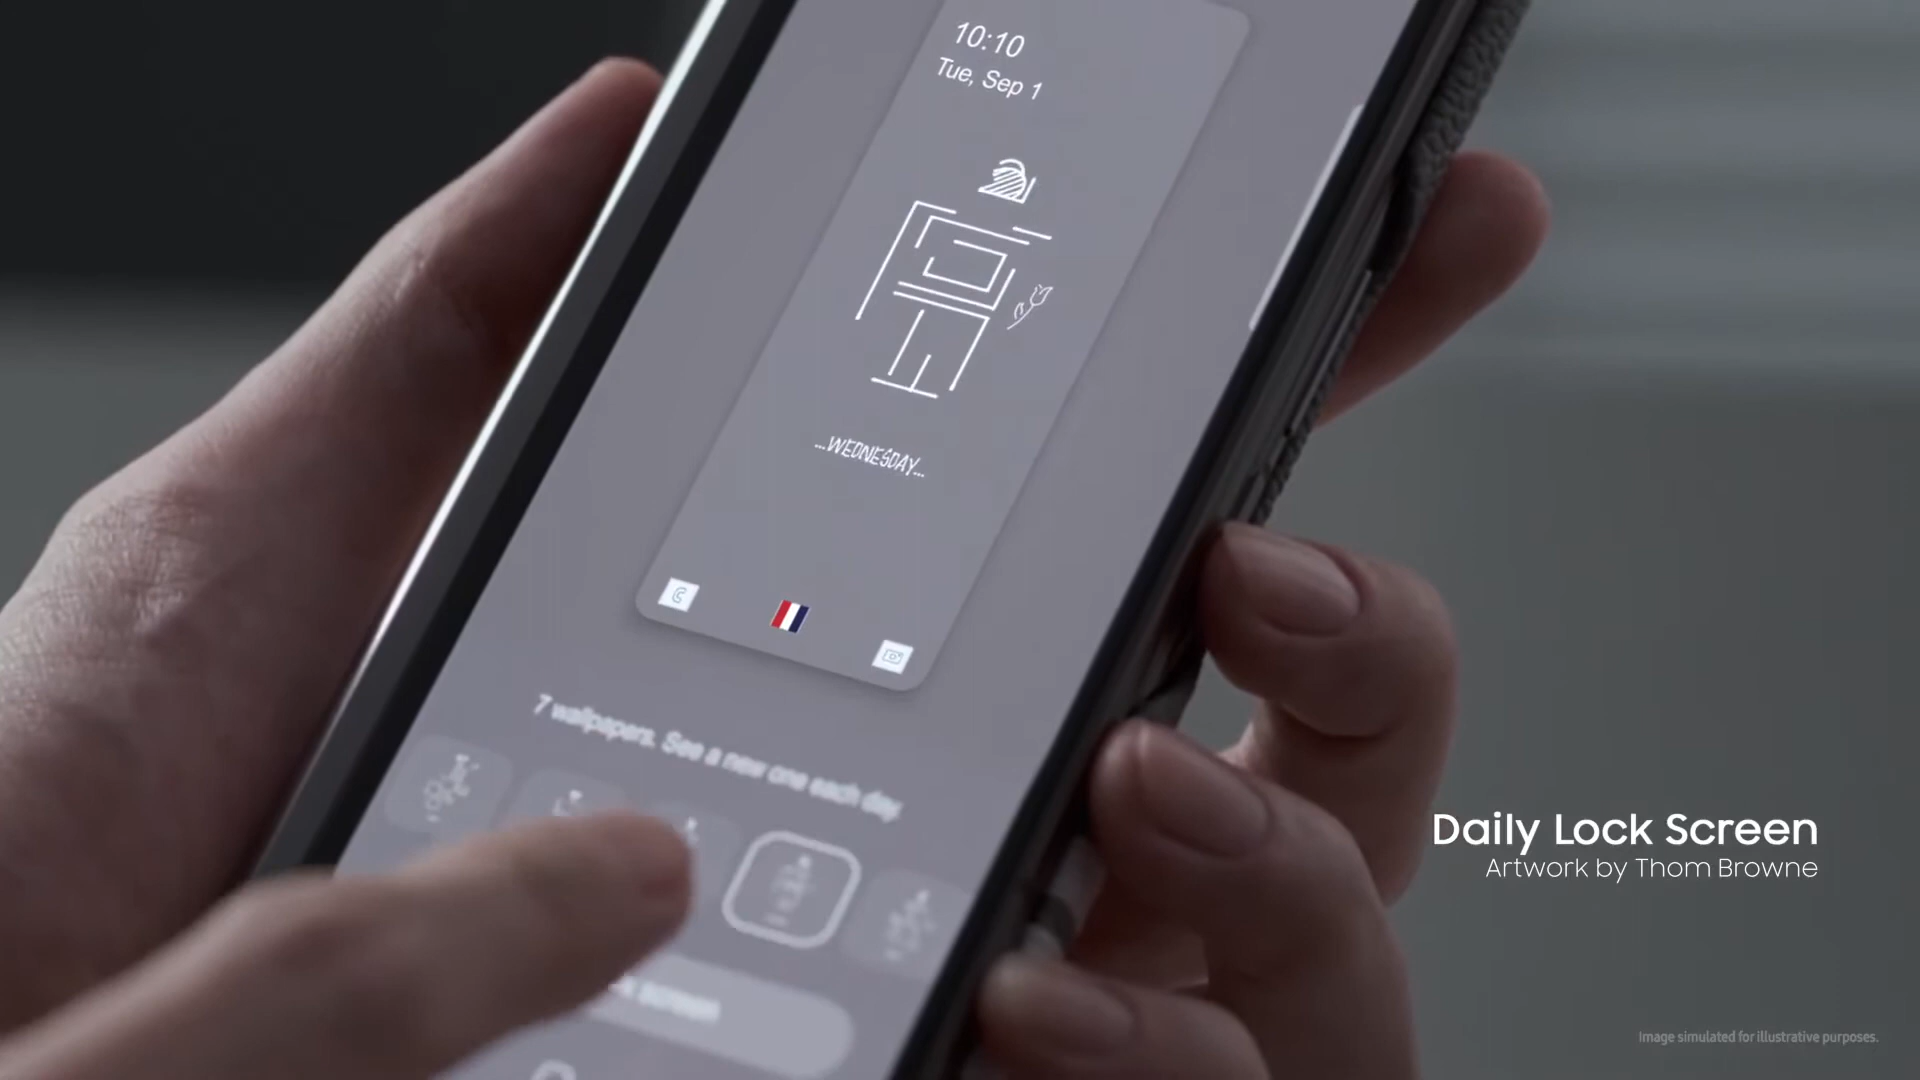 10:10
Tue, Sep 1
...WEDNESDAY...
7 wallpapers. See a new one each day
screen
Daily Lock Screen
Artwork by Thom Browne
Image simulated for illustrative purposes.